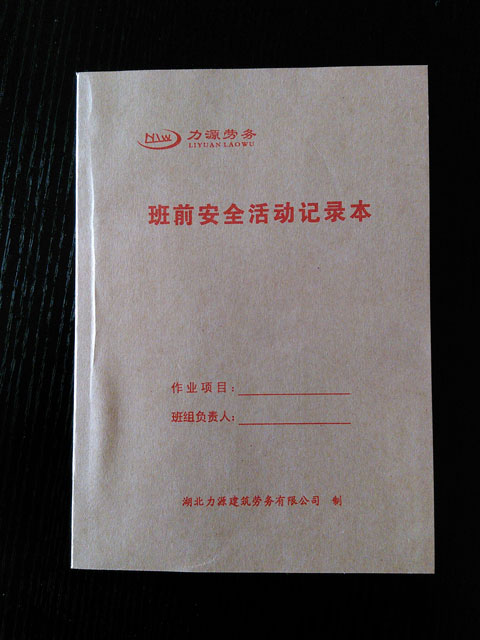 力源劳务
LIYUAN LAOWU
班前安全活动记录本
作业项目：
班组负责人：
湖北力源建筑劳务有限公司 制